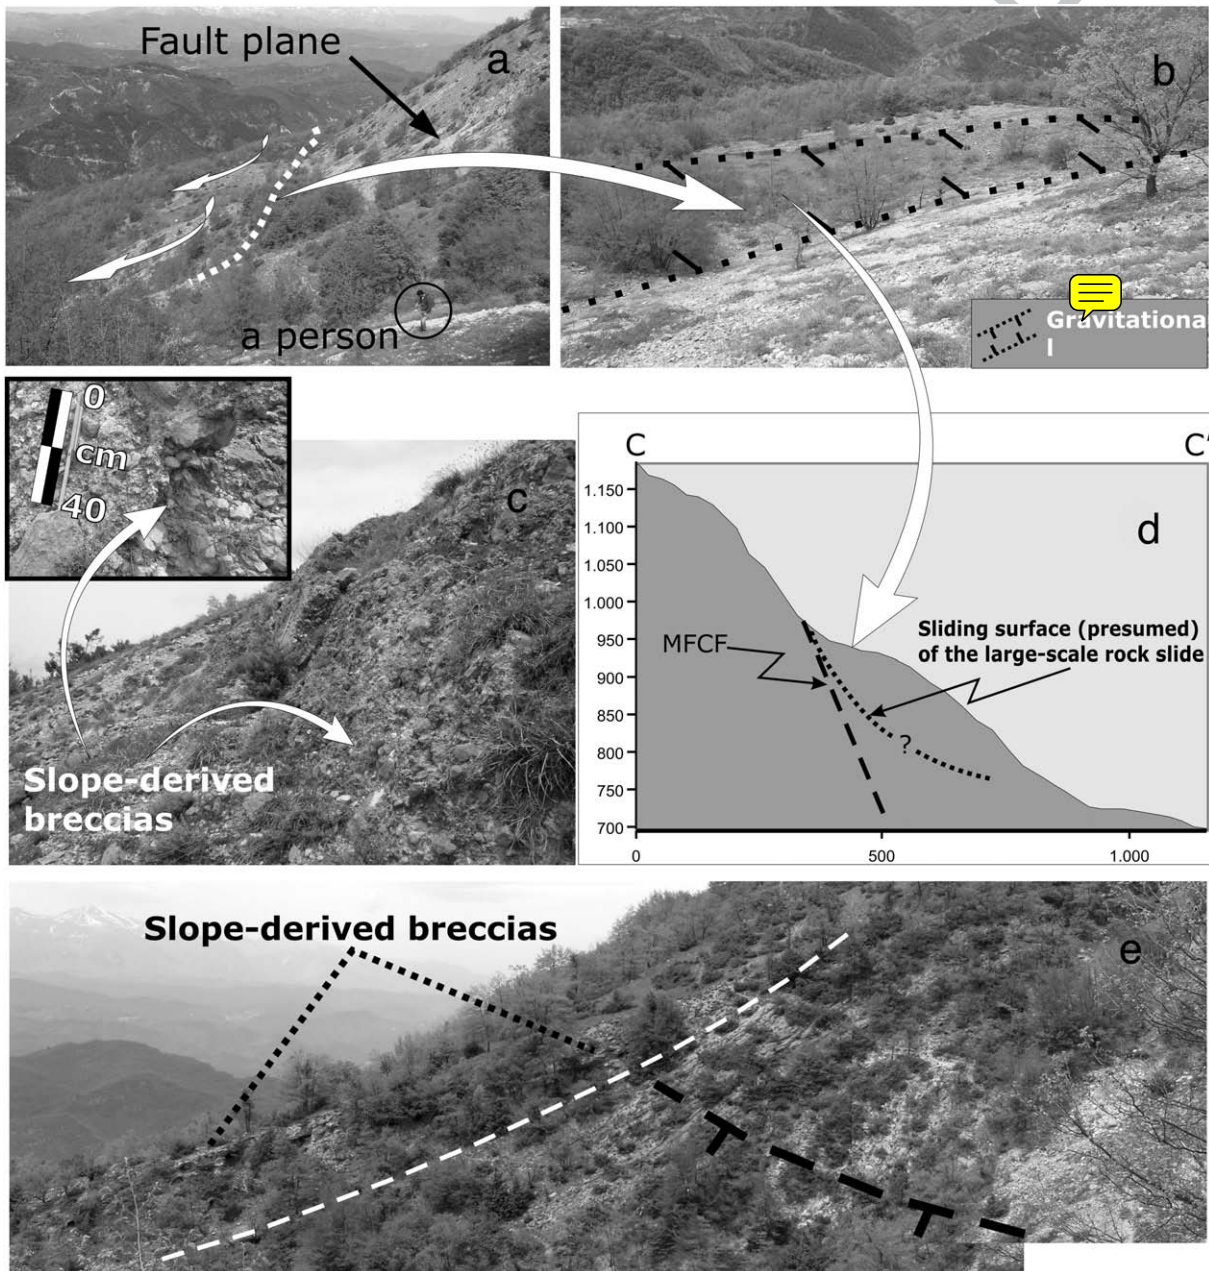 Fault plane
a
a person
b
Gravitationa
l
0
cm
40
c
Slope-derived
breccias
C
C'
d
1.150
1.100
1.050
1.000
950
900
850
800
750
700
MFCF
Sliding surface (presumed)
of the large-scale rock slide
?
0
500
1.000
Slope-derived breccias
e